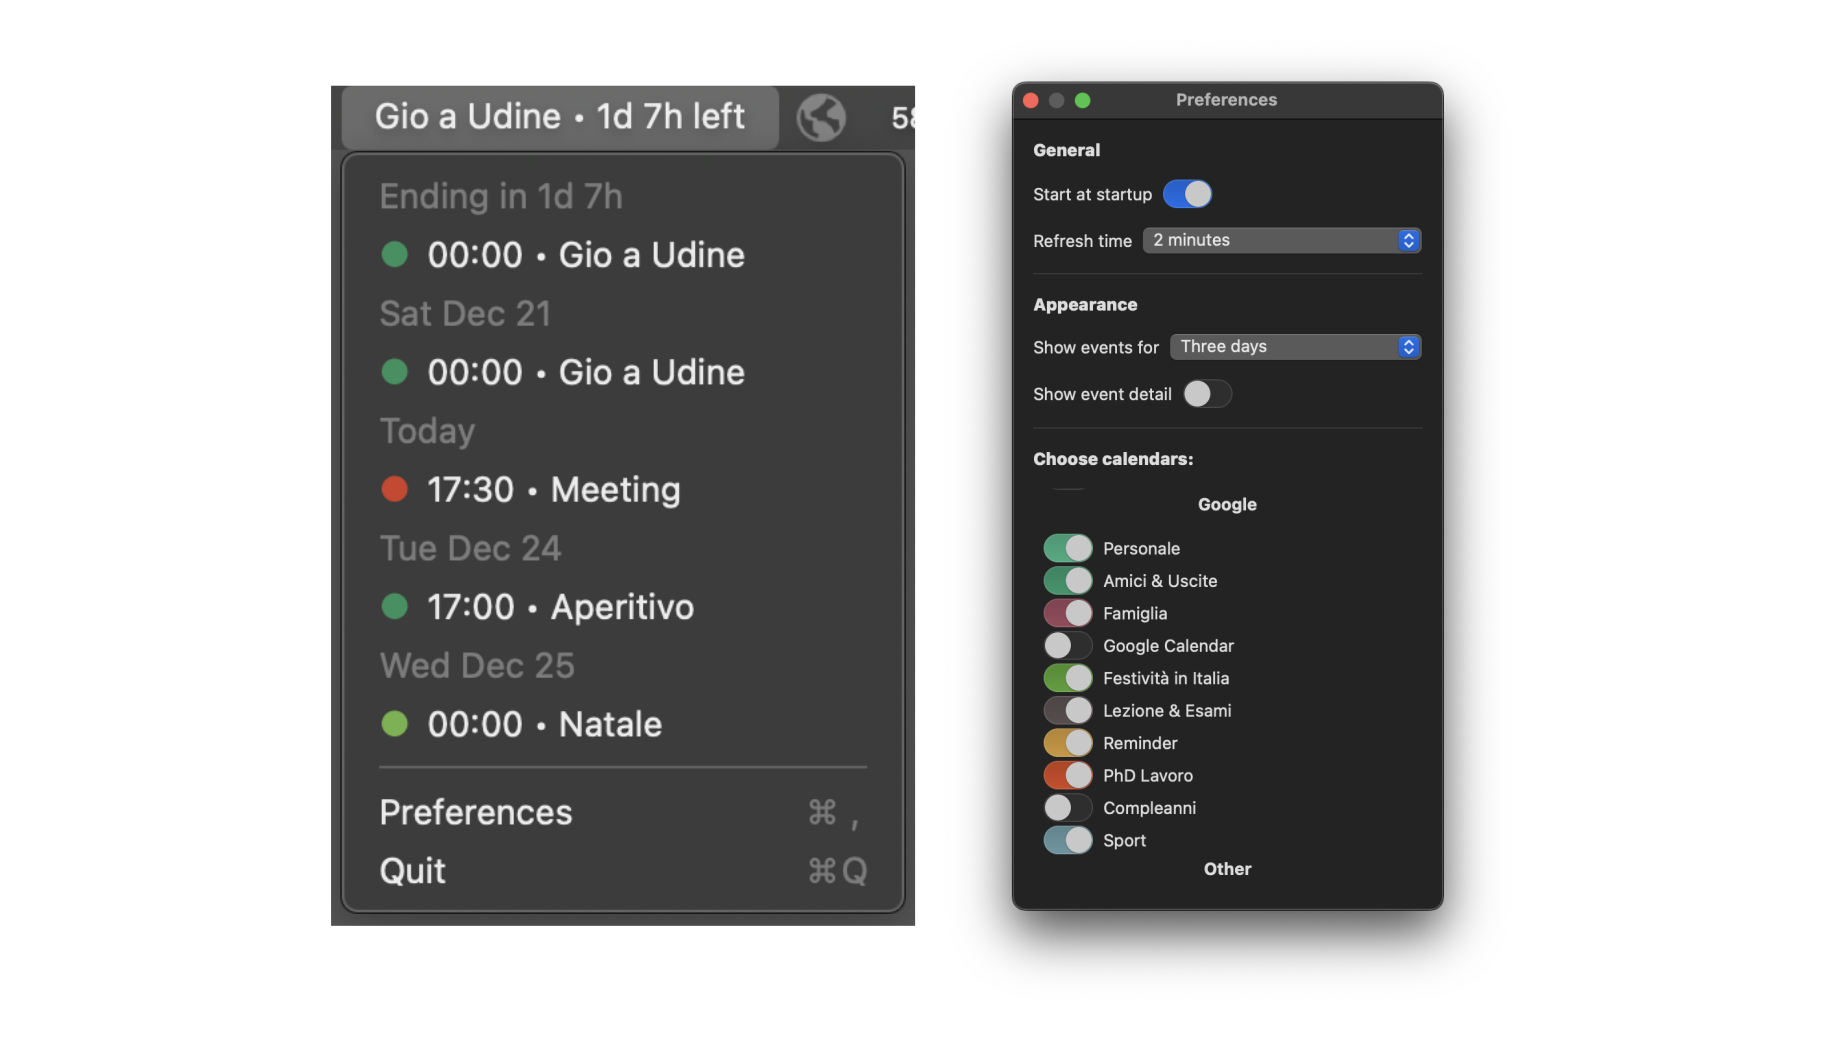 Gio a Udine • 1d 7h left
58
Ending in 1d 7h
00:00 • Gio a Udine
Sat Dec 21
00:00 • Gio a Udine
Today
17:30 • Meeting
Tue Dec 24
17:00 • Aperitivo
Wed Dec 25
00:00 • Natale
Preferences ⌘ ,
Quit ⌘Q
Preferences
General
Start at startup
Refresh time 2 minutes
Appearance
Show events for Three days
Show event detail
Choose calendars:
Google
Personale
Amici & Uscite
Famiglia
Google Calendar
Festività in Italia
Lezione & Esami
Reminder
PhD Lavoro
Compleanni
Sport
Other